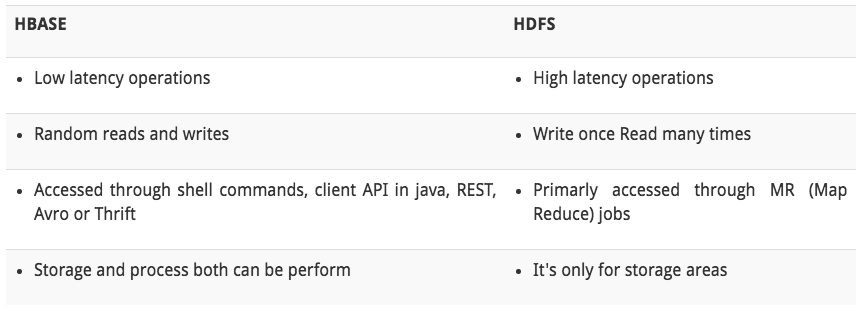 HBASE HDFS
• Low latency operations • High latency operations
• Random reads and writes • Write once Read many times
• Accessed through shell commands, client API in java, REST, • Primarly accessed through MR (Map
Avro or Thrift Reduce) jobs
• Storage and process both can be perform • It's only for storage areas